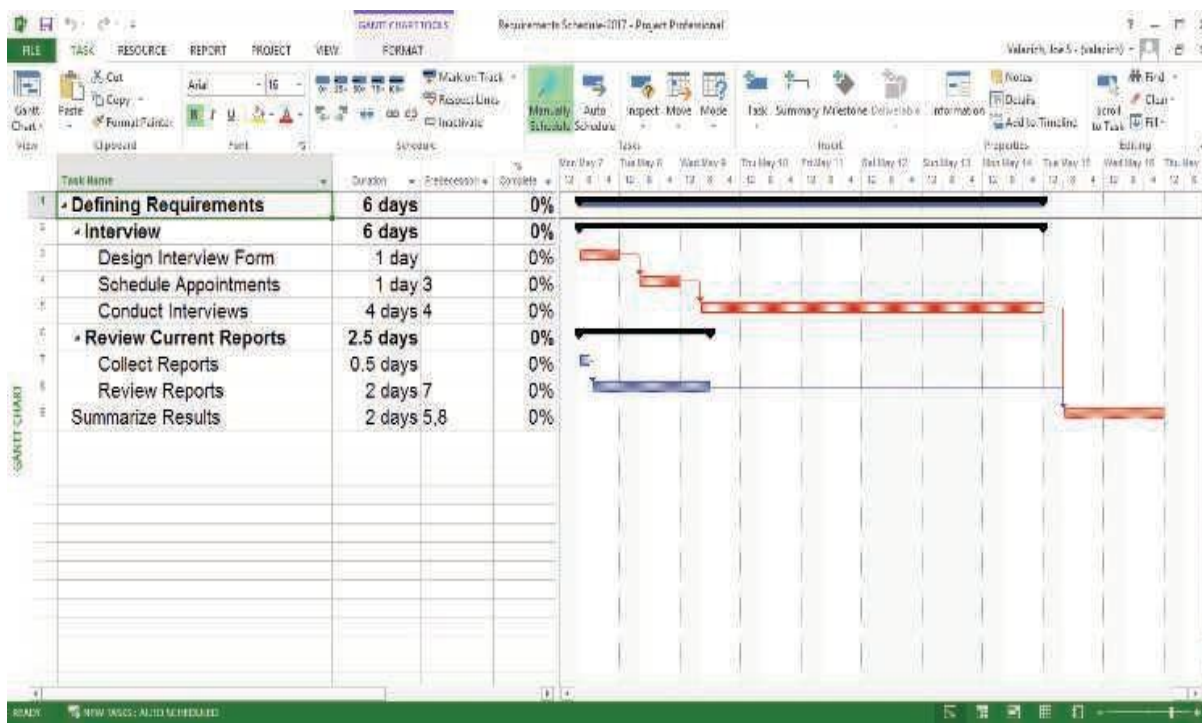 GANTT CHART TOOLS
Requirements Schedule-2017 - Project Professional
FILE TASK RESOURCE REPORT PROJECT VIEW FORMAT
Gantt Chart
Paste
Cut
Copy
Format Painter
Arial 16
B I U A
Mark on Track
Respect Links
Inactivate
Manually Schedule
Auto Schedule
Inspect Move Mode
Task Summary Milestone Deliverable
Information
Notes
Details
Add to Timeline
Scroll to Task
Find
Clear
Fill
View Clipboard Font Schedule Tasks Insert Properties Editing
Mon May 7 Tue May 8 Wed May 9 Thu May 10 Fri May 11 Sat May 12 Sun May 13 Mon May 14 Tue May 15 Wed May 16
Task Name Duration Predecessors % Complete
1 Defining Requirements 6 days 0%
2 Interview 6 days 0%
3 Design Interview Form 1 day 0%
4 Schedule Appointments 1 day 3 0%
5 Conduct Interviews 4 days 4 0%
6 Review Current Reports 2.5 days 0%
7 Collect Reports 0.5 days 0%
8 Review Reports 2 days 7 0%
Summarize Results 2 days 5,8 0%
GANTT CHART
READY NEW TASKS : AUTO SCHEDULED